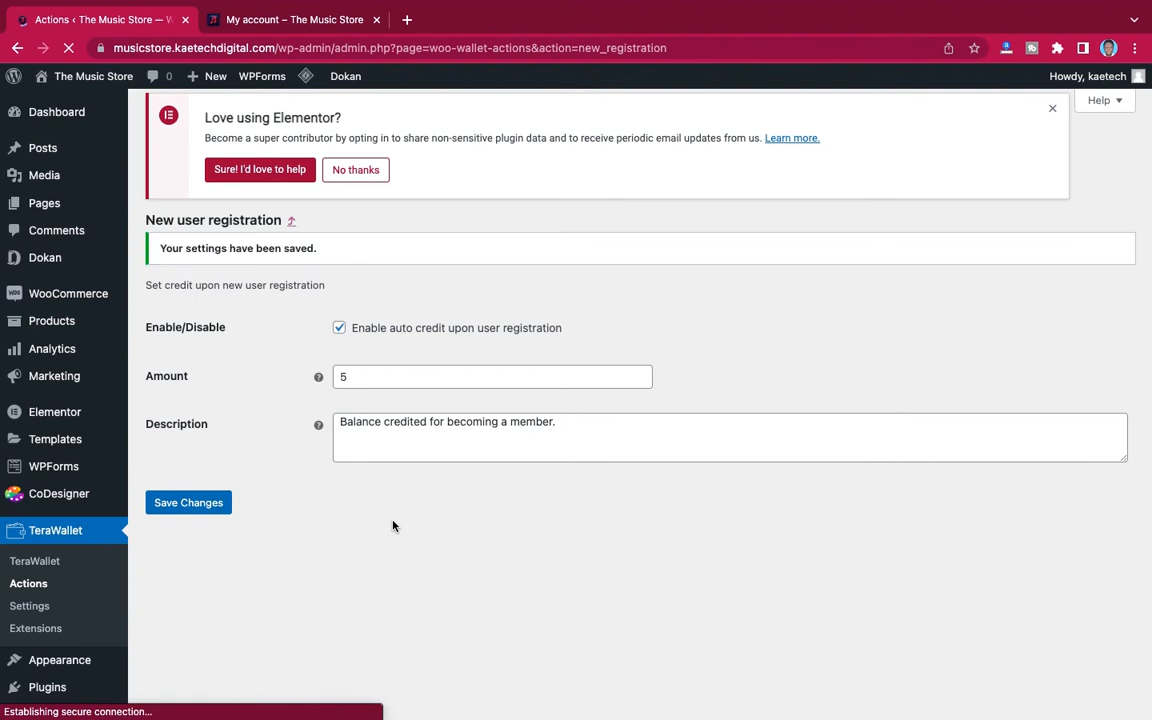 Actions ‹ The Music Store — W
My account – The Music Store
musicstore.kaetechdigital.com/wp-admin/admin.php?page=woo-wallet-actions&action=new_registration
The Music Store
0
New
WPForms
Dokan
Howdy, kaetech
Help
Dashboard
Posts
Media
Pages
Comments
Dokan
WooCommerce
Products
Analytics
Marketing
Elementor
Templates
WPForms
CoDesigner
TeraWallet
TeraWallet
Actions
Settings
Extensions
Appearance
Plugins
Love using Elementor?
Become a super contributor by opting in to share non-sensitive plugin data and to receive periodic email updates from us. Learn more.
Sure! I'd love to help
No thanks
New user registration
Your settings have been saved.
Set credit upon new user registration
Enable/Disable
Enable auto credit upon user registration
Amount
5
Description
Balance credited for becoming a member.
Save Changes
Establishing secure connection...